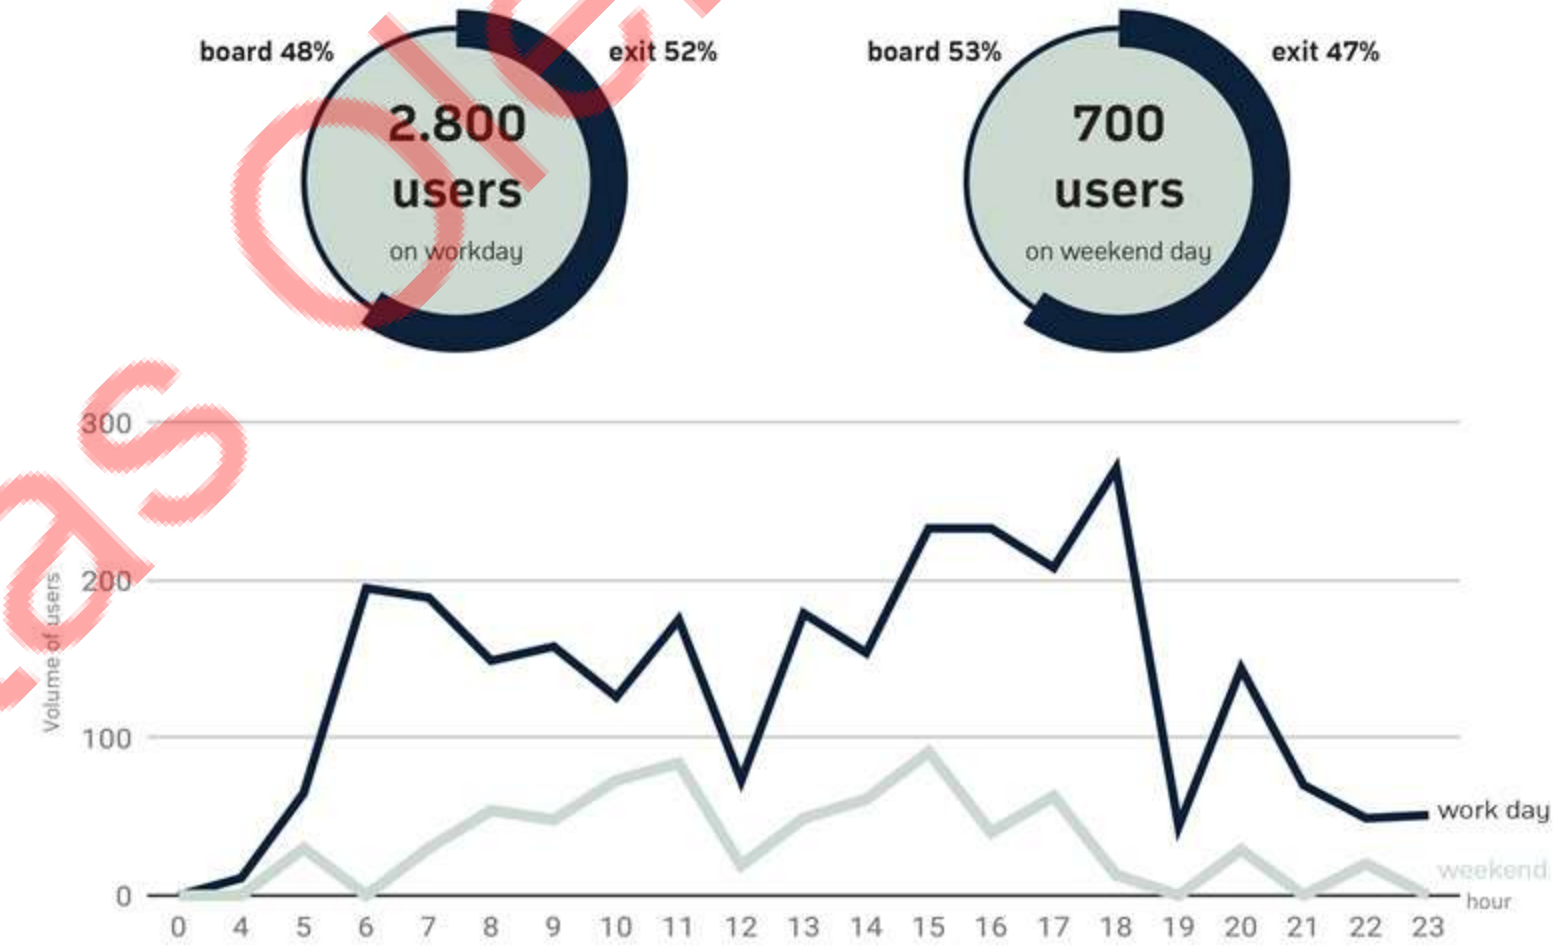 board 48%
exit 52%
2.800
users
on workday
board 53%
exit 47%
700
users
on weekend day
300
200
100
0
Volume of users
work day
weekend
hour
0 4 5 6 7 8 9 10 11 12 13 14 15 16 17 18 19 20 21 22 23